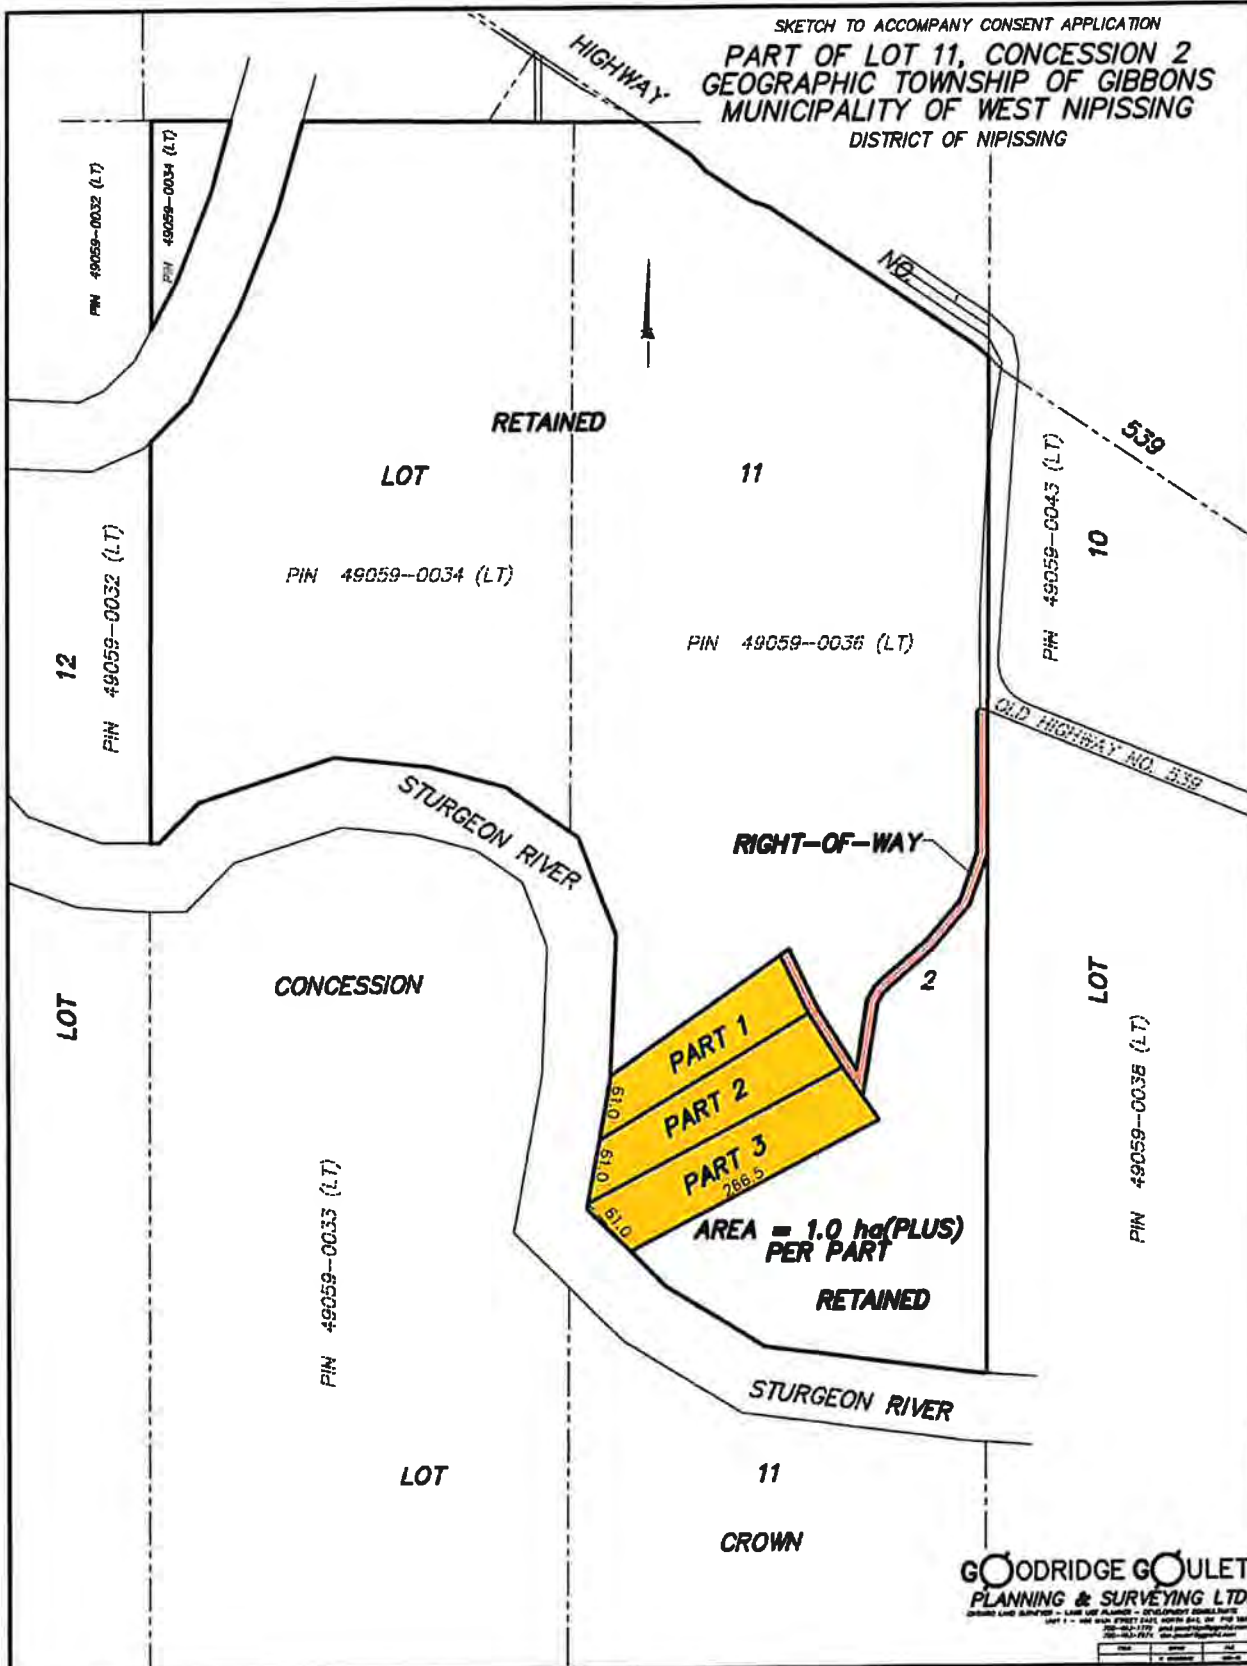 SKETCH TO ACCOMPANY CONSENT APPLICATION
PART OF LOT 11, CONCESSION 2
GEOGRAPHIC TOWNSHIP OF GIBBONS
MUNICIPALITY OF WEST NIPISSING
DISTRICT OF NIPISSING
HIGHWAY
NO.
539
PIN 49059-0032 (LT)
PIN 49059-0034 (LT)
RETAINED
LOT
11
PIN 49059-0034 (LT)
PIN 49059-0036 (LT)
PIN 49059-0043 (LT)
10
12
PIN 49059-0032 (LT)
OLD HIGHWAY NO. 539
STURGEON RIVER
RIGHT-OF-WAY
2
CONCESSION
LOT
LOT
PART 1
61.0
PART 2
61.0
PART 3
266.5
61.0
AREA = 1.0 ha(PLUS)
PER PART
RETAINED
PIN 49059-0033 (LT)
PIN 49059-0038 (LT)
STURGEON RIVER
LOT
11
CROWN
GOODRIDGE GOULET
PLANNING & SURVEYING LTD